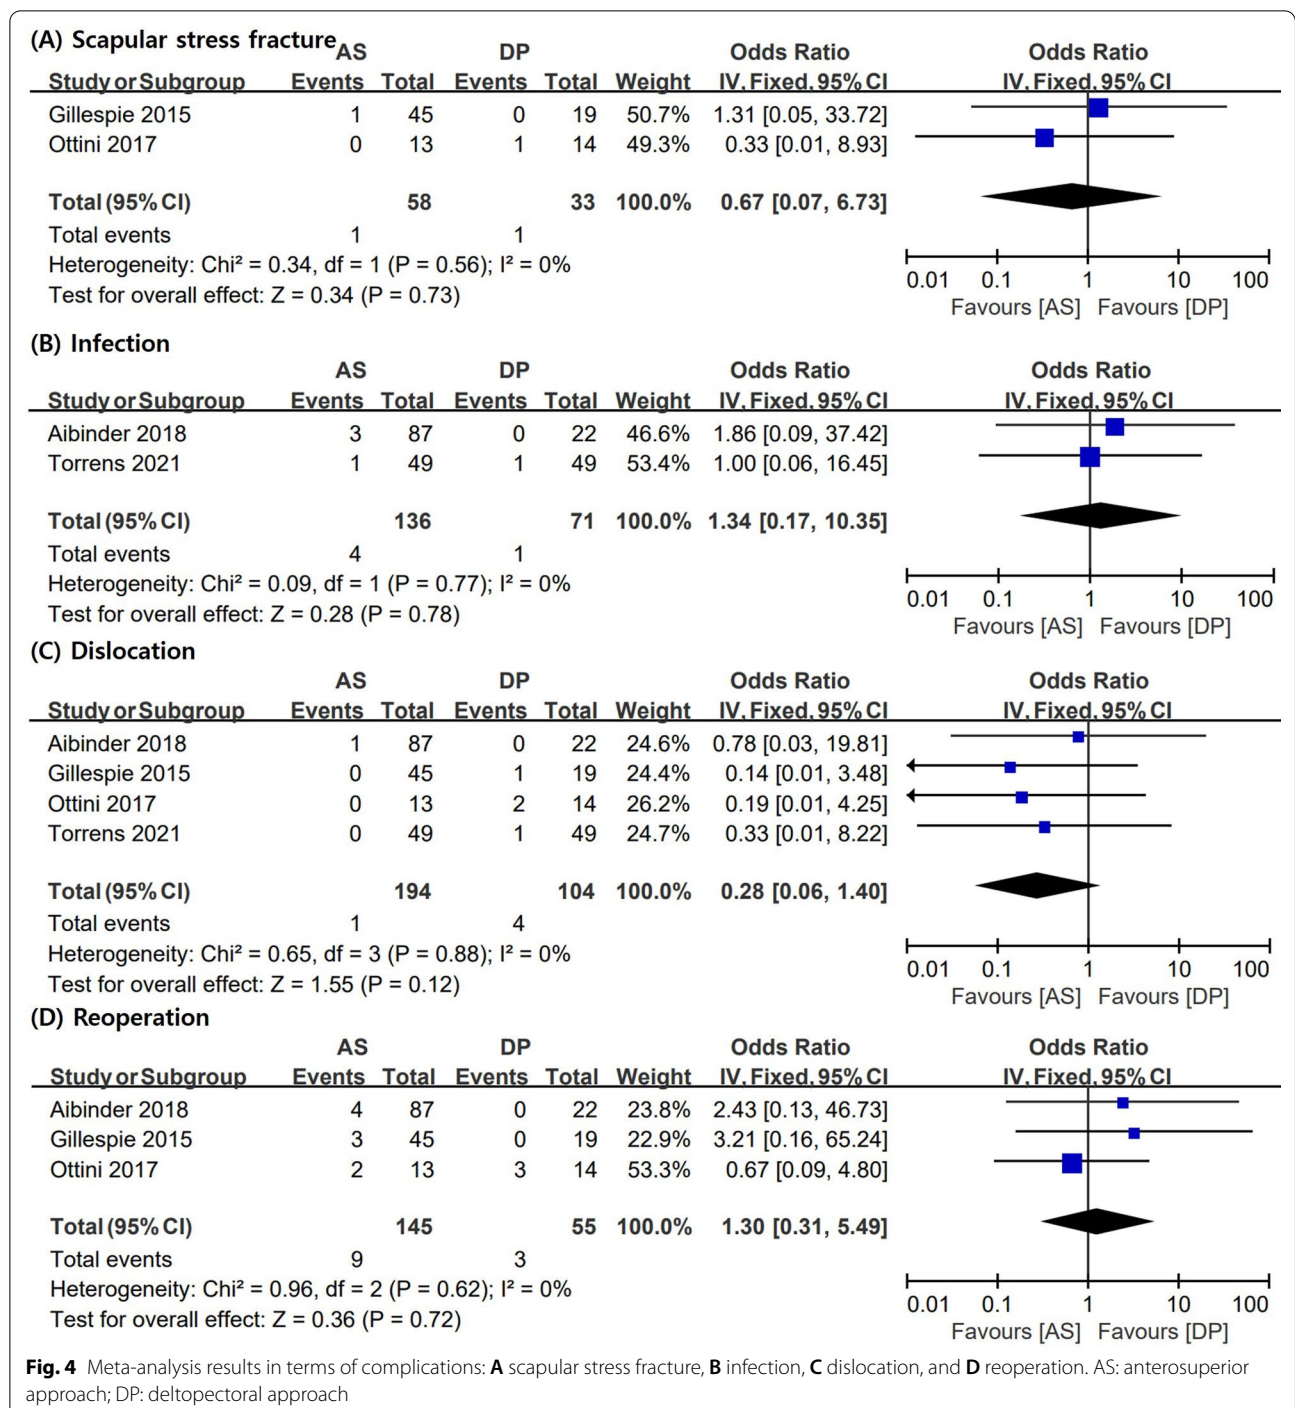 (A) Scapular stress fracture
AS DP Odds Ratio Odds Ratio
Study or Subgroup Events Total Events Total Weight IV, Fixed, 95% CI IV, Fixed, 95% CI
Gillespie 2015 1 45 0 19 50.7% 1.31 [0.05, 33.72]
Ottini 2017 0 13 1 14 49.3% 0.33 [0.01, 8.93]
Total (95% CI) 58 33 100.0% 0.67 [0.07, 6.73]
Total events 1 1
Heterogeneity: Chi² = 0.34, df = 1 (P = 0.56); I² = 0%
Test for overall effect: Z = 0.34 (P = 0.73)
0.01 0.1 1 10 100
Favours [AS] Favours [DP]
(B) Infection
AS DP Odds Ratio Odds Ratio
Study or Subgroup Events Total Events Total Weight IV, Fixed, 95% CI IV, Fixed, 95% CI
Aibinder 2018 3 87 0 22 46.6% 1.86 [0.09, 37.42]
Torrens 2021 1 49 1 49 53.4% 1.00 [0.06, 16.45]
Total (95% CI) 136 71 100.0% 1.34 [0.17, 10.35]
Total events 4 1
Heterogeneity: Chi² = 0.09, df = 1 (P = 0.77); I² = 0%
Test for overall effect: Z = 0.28 (P = 0.78)
0.01 0.1 1 10 100
Favours [AS] Favours [DP]
(C) Dislocation
AS DP Odds Ratio Odds Ratio
Study or Subgroup Events Total Events Total Weight IV, Fixed, 95% CI IV, Fixed, 95% CI
Aibinder 2018 1 87 0 22 24.6% 0.78 [0.03, 19.81]
Gillespie 2015 0 45 1 19 24.4% 0.14 [0.01, 3.48]
Ottini 2017 0 13 2 14 26.2% 0.19 [0.01, 4.25]
Torrens 2021 0 49 1 49 24.7% 0.33 [0.01, 8.22]
Total (95% CI) 194 104 100.0% 0.28 [0.06, 1.40]
Total events 1 4
Heterogeneity: Chi² = 0.65, df = 3 (P = 0.88); I² = 0%
Test for overall effect: Z = 1.55 (P = 0.12)
0.01 0.1 1 10 100
Favours [AS] Favours [DP]
(D) Reoperation
AS DP Odds Ratio Odds Ratio
Study or Subgroup Events Total Events Total Weight IV, Fixed, 95% CI IV, Fixed, 95% CI
Aibinder 2018 4 87 0 22 23.8% 2.43 [0.13, 46.73]
Gillespie 2015 3 45 0 19 22.9% 3.21 [0.16, 65.24]
Ottini 2017 2 13 3 14 53.3% 0.67 [0.09, 4.80]
Total (95% CI) 145 55 100.0% 1.30 [0.31, 5.49]
Total events 9 3
Heterogeneity: Chi² = 0.96, df = 2 (P = 0.62); I² = 0%
Test for overall effect: Z = 0.36 (P = 0.72)
0.01 0.1 1 10 100
Favours [AS] Favours [DP]
Fig. 4 Meta-analysis results in terms of complications: A scapular stress fracture, B infection, C dislocation, and D reoperation. AS: anterosuperior
approach; DP: deltopectoral approach